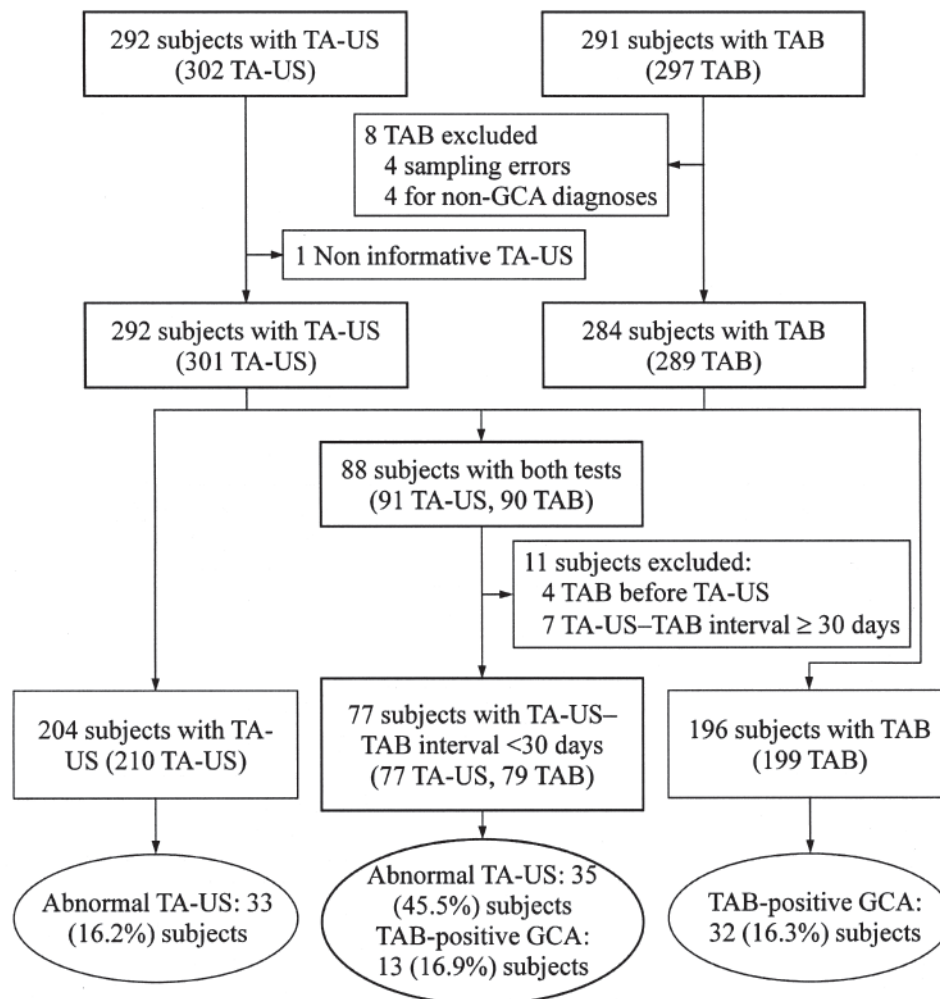 292 subjects with TA-US
(302 TA-US)
291 subjects with TAB
(297 TAB)
8 TAB excluded
4 sampling errors
4 for non-GCA diagnoses
1 Non informative TA-US
292 subjects with TA-US
(301 TA-US)
284 subjects with TAB
(289 TAB)
88 subjects with both tests
(91 TA-US, 90 TAB)
11 subjects excluded:
4 TAB before TA-US
7 TA-US–TAB interval ≥ 30 days
204 subjects with TA-
US (210 TA-US)
77 subjects with TA-US–
TAB interval <30 days
(77 TA-US, 79 TAB)
196 subjects with TAB
(199 TAB)
Abnormal TA-US: 33
(16.2%) subjects
Abnormal TA-US: 35
(45.5%) subjects
TAB-positive GCA:
13 (16.9%) subjects
TAB-positive GCA:
32 (16.3%) subjects